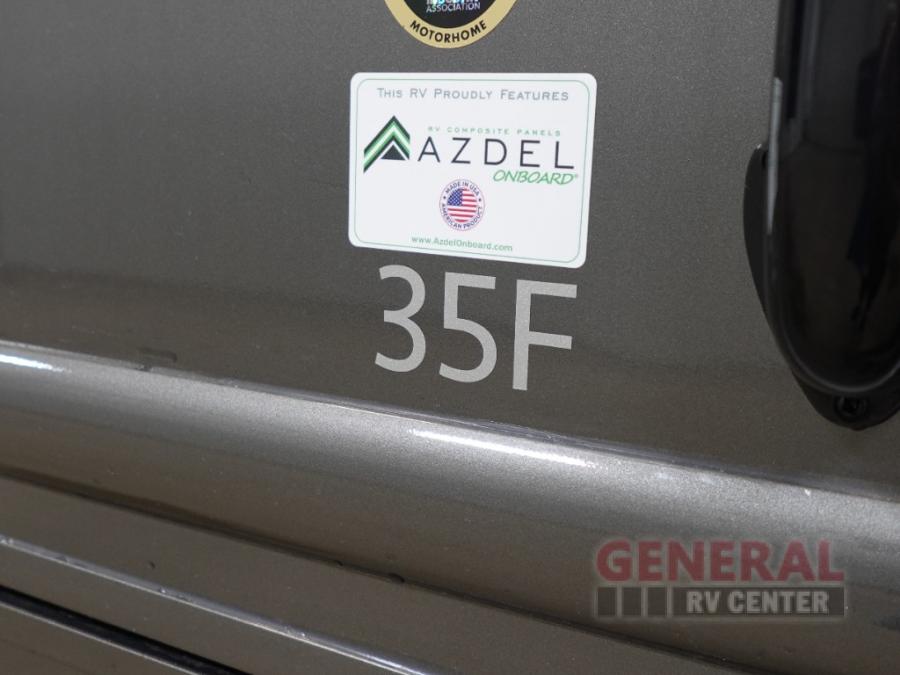 ASSOCIATION
MOTORHOME
THIS RV PROUDLY FEATURES
RV COMPOSITE PANELS
AZDEL
ONBOARD®
MADE IN USA
AMERICAN PRODUCT
www.AzdelOnboard.com
35F
GENERAL
RV CENTER